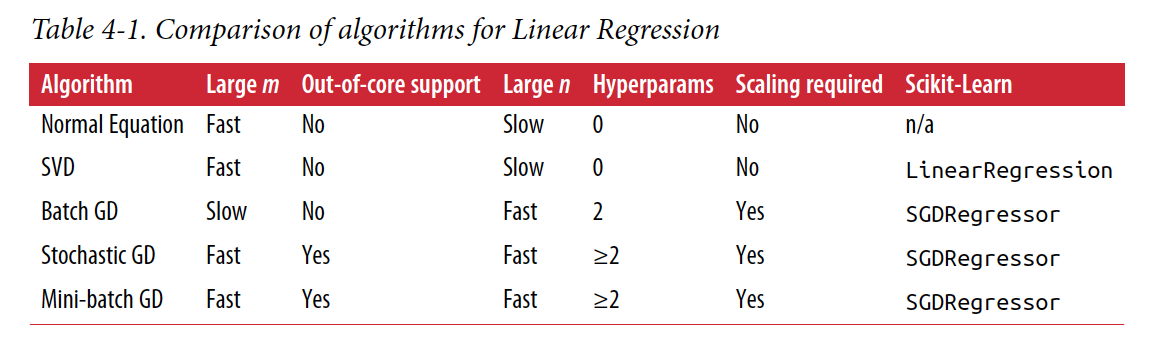 Table 4-1. Comparison of algorithms for Linear Regression
Algorithm Large m Out-of-core support Large n Hyperparams Scaling required Scikit-Learn
Normal Equation Fast No Slow 0 No n/a
SVD Fast No Slow 0 No LinearRegression
Batch GD Slow No Fast 2 Yes SGDRegressor
Stochastic GD Fast Yes Fast ≥2 Yes SGDRegressor
Mini-batch GD Fast Yes Fast ≥2 Yes SGDRegressor